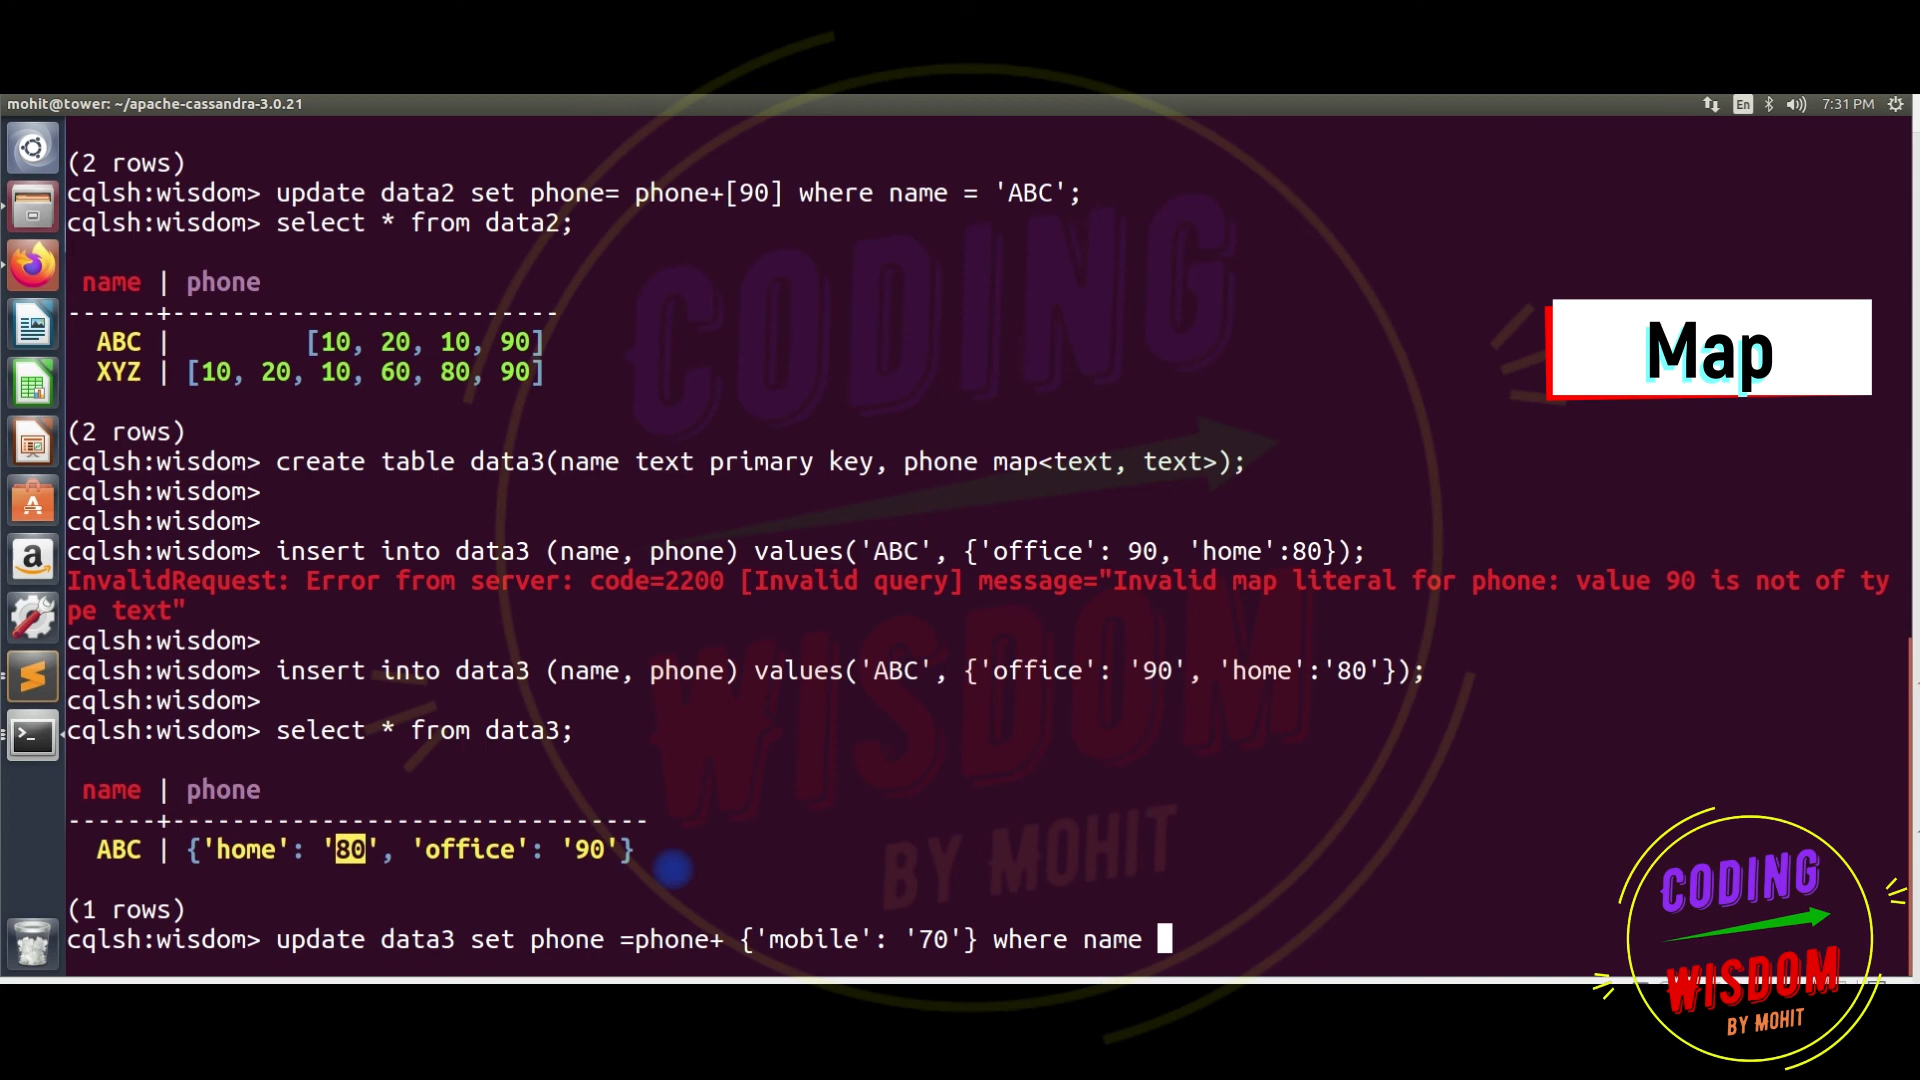 mohit@tower: ~/apache-cassandra-3.0.21
En
7:31 PM
(2 rows)
cqlsh:wisdom> update data2 set phone= phone+[90] where name = 'ABC';
cqlsh:wisdom> select * from data2;
name | phone
------+--------------------------
ABC | [10, 20, 10, 90]
XYZ | [10, 20, 10, 60, 80, 90]
Map
(2 rows)
cqlsh:wisdom> create table data3(name text primary key, phone map<text, text>);
cqlsh:wisdom>
cqlsh:wisdom>
cqlsh:wisdom> insert into data3 (name, phone) values('ABC', {'office': 90, 'home':80});
InvalidRequest: Error from server: code=2200 [Invalid query] message="Invalid map literal for phone: value 90 is not of ty
pe text"
cqlsh:wisdom>
cqlsh:wisdom> insert into data3 (name, phone) values('ABC', {'office': '90', 'home':'80'});
cqlsh:wisdom>
cqlsh:wisdom> select * from data3;
name | phone
------+--------------------------------
ABC | {'home': '80', 'office': '90'}
(1 rows)
cqlsh:wisdom> update data3 set phone =phone+ {'mobile': '70'} where name
CODING
WISDOM
BY MOHIT
CODING
WISDOM
BY MOHIT